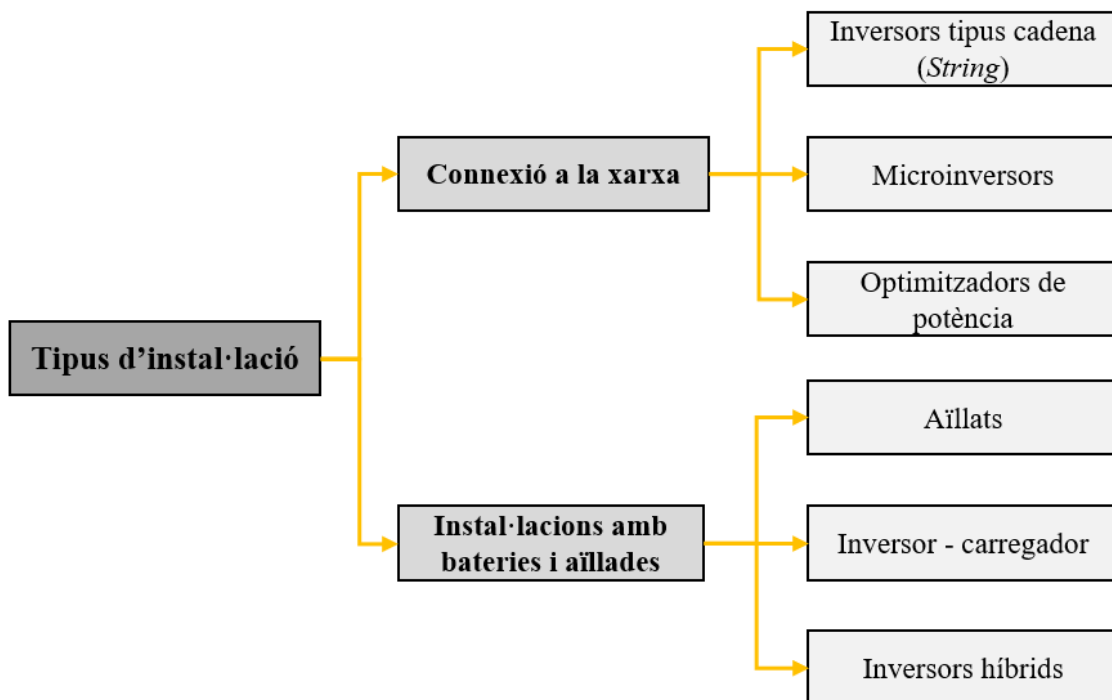 Inversors tipus cadena
(String)
Connexió a la xarxa
Microinversors
Optimitzadors de
potència
Tipus d’instal·lació
Aïllats
Instal·lacions amb
bateries i aïllades
Inversor - carregador
Inversors híbrids